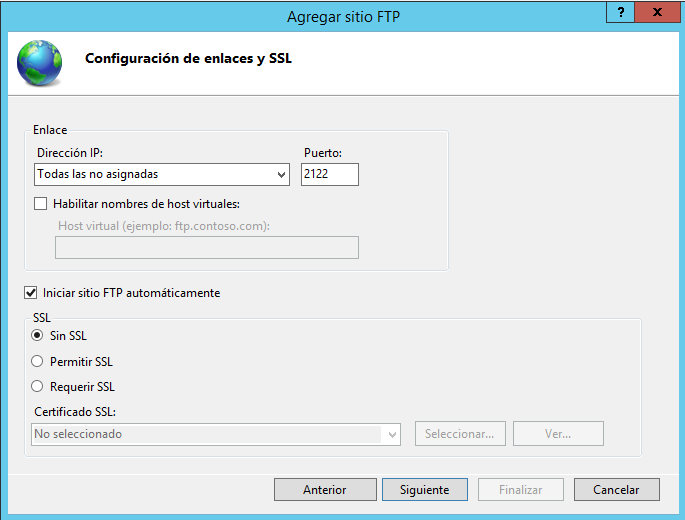 Agregar sitio FTP
?
x
Configuración de enlaces y SSL
Enlace
Dirección IP:
Puerto:
Todas las no asignadas
2122
Habilitar nombres de host virtuales:
Host virtual (ejemplo: ftp.contoso.com):
Iniciar sitio FTP automáticamente
SSL
Sin SSL
Permitir SSL
Requerir SSL
Certificado SSL:
No seleccionado
Seleccionar...
Ver...
Anterior
Siguiente
Finalizar
Cancelar